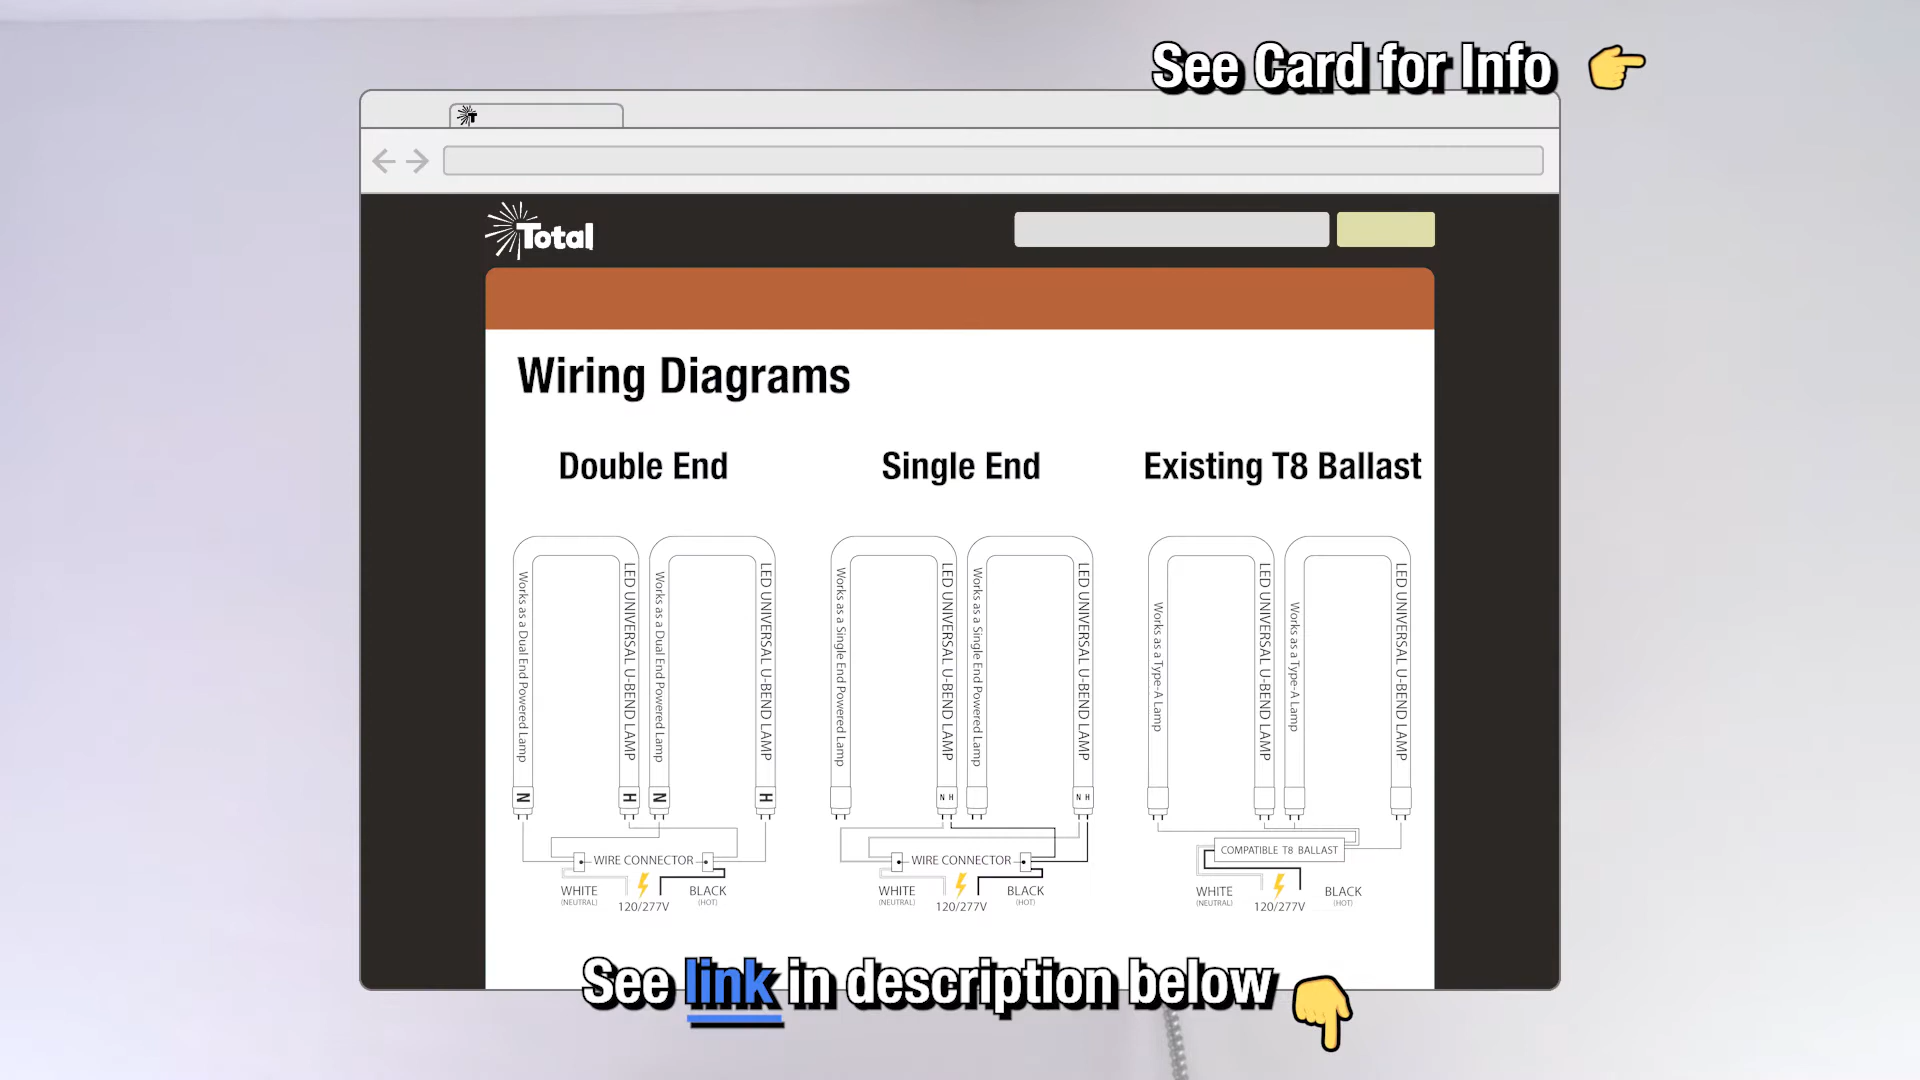 See Card for Info
T
Total
Wiring Diagrams
Double End
Single End
Existing T8 Ballast
Works as a Dual End Powered Lamp
LED UNIVERSAL U-BEND LAMP
Works as a Dual End Powered Lamp
LED UNIVERSAL U-BEND LAMP
N
H
N
H
WIRE CONNECTOR
WHITE
(NEUTRAL)
120/277V
BLACK
(HOT)
Works as a Single End Powered Lamp
LED UNIVERSAL U-BEND LAMP
Works as a Single End Powered Lamp
LED UNIVERSAL U-BEND LAMP
N H
N H
WIRE CONNECTOR
WHITE
(NEUTRAL)
120/277V
BLACK
(HOT)
Works as a Type-A Lamp
LED UNIVERSAL U-BEND LAMP
Works as a Type-A Lamp
LED UNIVERSAL U-BEND LAMP
COMPATIBLE T8 BALLAST
WHITE
(NEUTRAL)
120/277V
BLACK
(HOT)
See link in description below